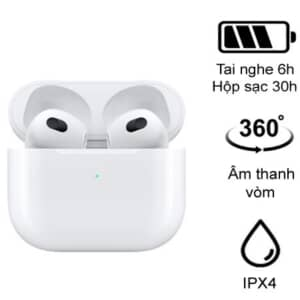 Tai nghe 6h
Hộp sạc 30h
360°
Âm thanh
vòm
IPX4